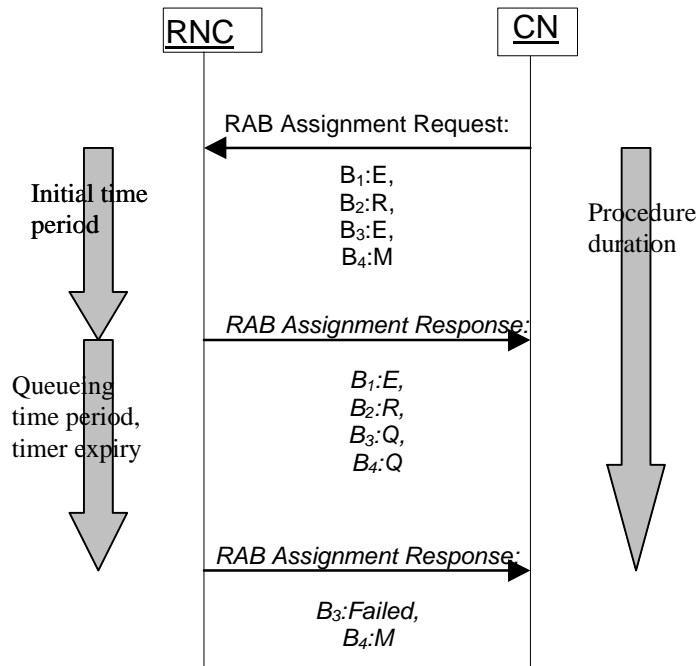 RNC
CN
RAB Assignment Request:
B₁:E,
B₂:R,
B₃:E,
B₄:M
Initial time
period
Procedure
duration
RAB Assignment Response:
B₁:E,
B₂:R,
B₃:Q,
B₄:Q
Queueing
time period,
timer expiry
RAB Assignment Response:
B₃:Failed,
B₄:M